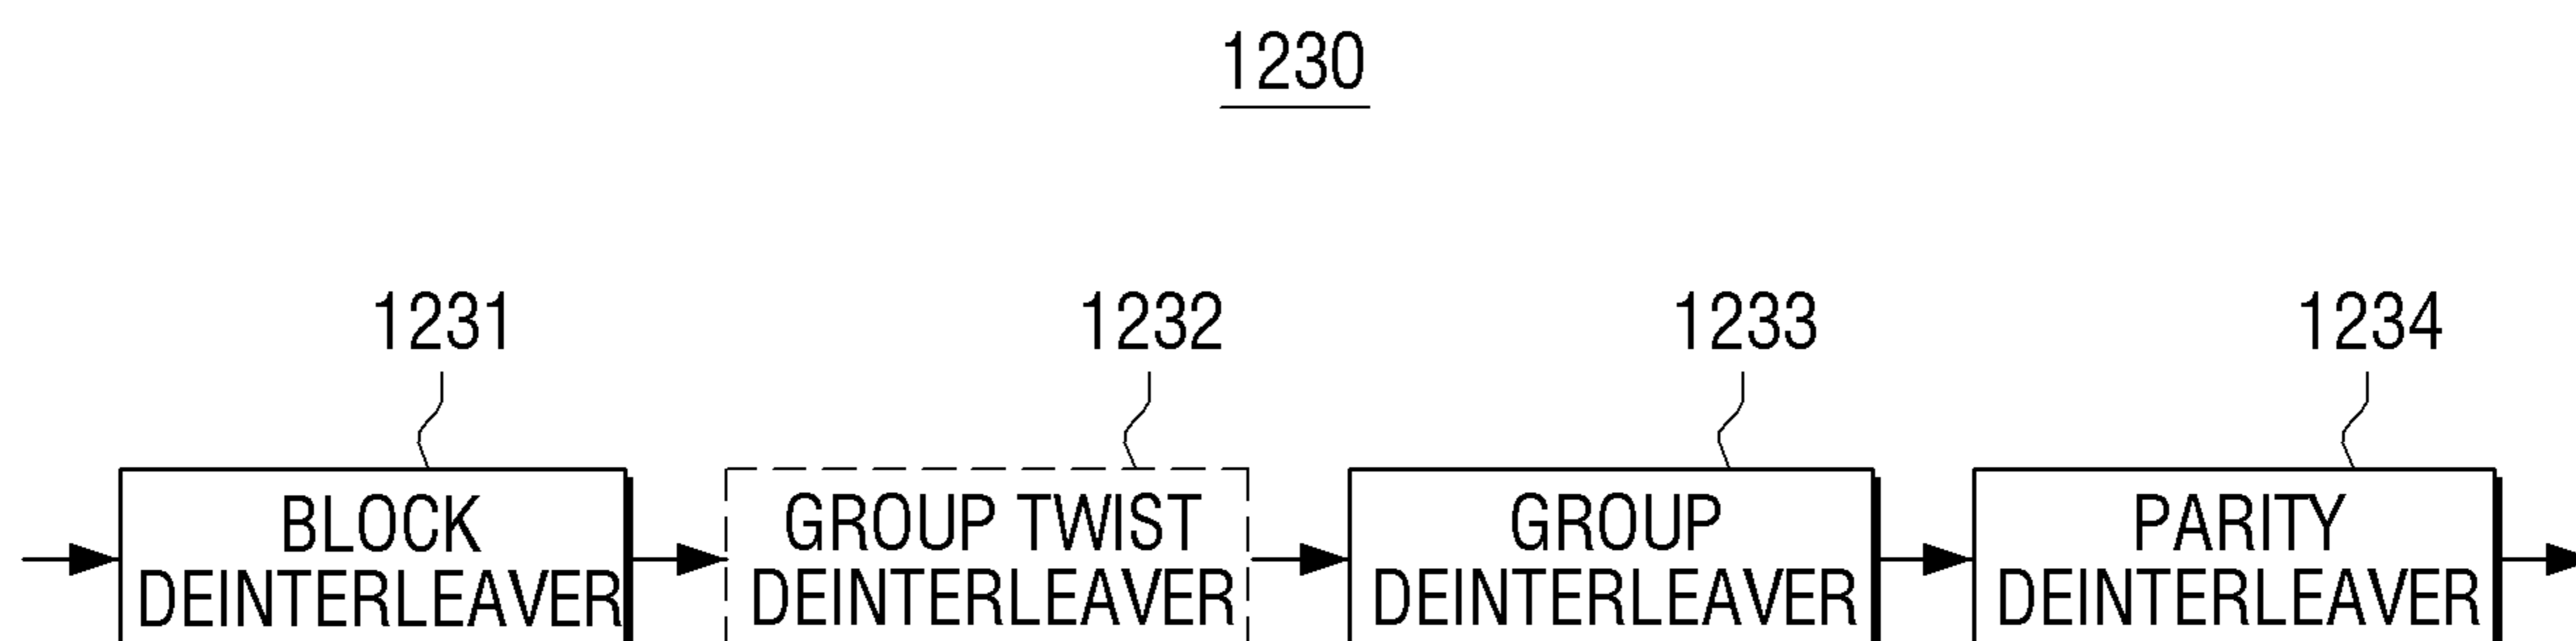 1230
1231 1232 1233 1234
BLOCK GROUP TWIST GROUP PARITY
DEINTERLEAVER DEINTERLEAVER DEINTERLEAVER DEINTERLEAVER